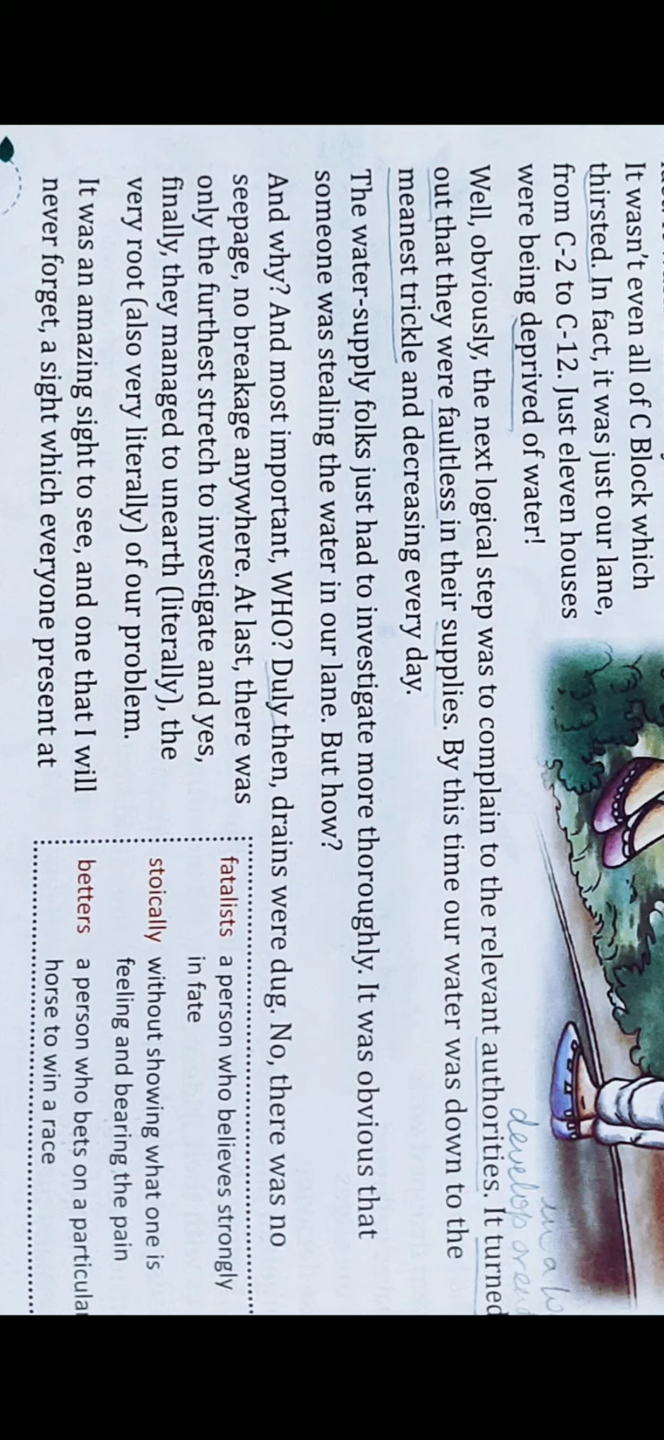 It wasn't even all of C Block which
thirsted. In fact, it was just our lane,
from C-2 to C-12. Just eleven houses
were being deprived of water!
in a
develop
Well, obviously, the next logical step was to complain to the relevant authorities. It turned
out that they were faultless in their supplies. By this time our water was down to the
meanest trickle and decreasing every day.
The water-supply folks just had to investigate more thoroughly. It was obvious that
someone was stealing the water in our lane. But how?
And why? And most important, WHO? Duly then, drains were dug. No, there was no
seepage, no breakage anywhere. At last, there was
only the furthest stretch to investigate and yes,
finally, they managed to unearth (literally), the
very root (also very literally) of our problem.
It was an amazing sight to see, and one that I will
never forget, a sight which everyone present at
fatalists a person who believes strongly
in fate
stoically without showing what one is
feeling and bearing the pain
betters a person who bets on a particular
horse to win a race